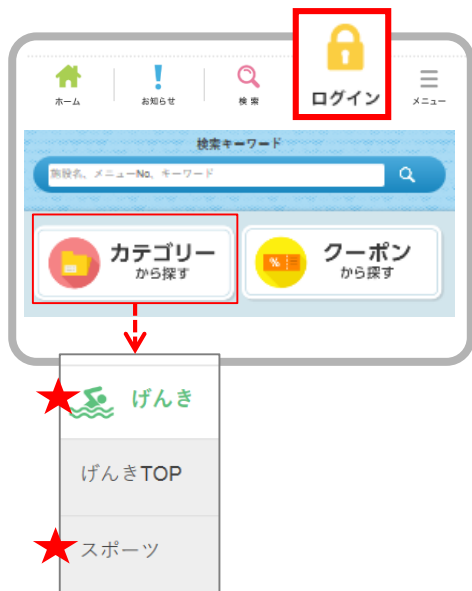 ホーム
お知らせ
検 索
ログイン
メニュー
検索キーワード
施設名、メニューNo、キーワード
カテゴリー
から探す
%
クーポン
から探す
げんき
げんきTOP
スポーツ